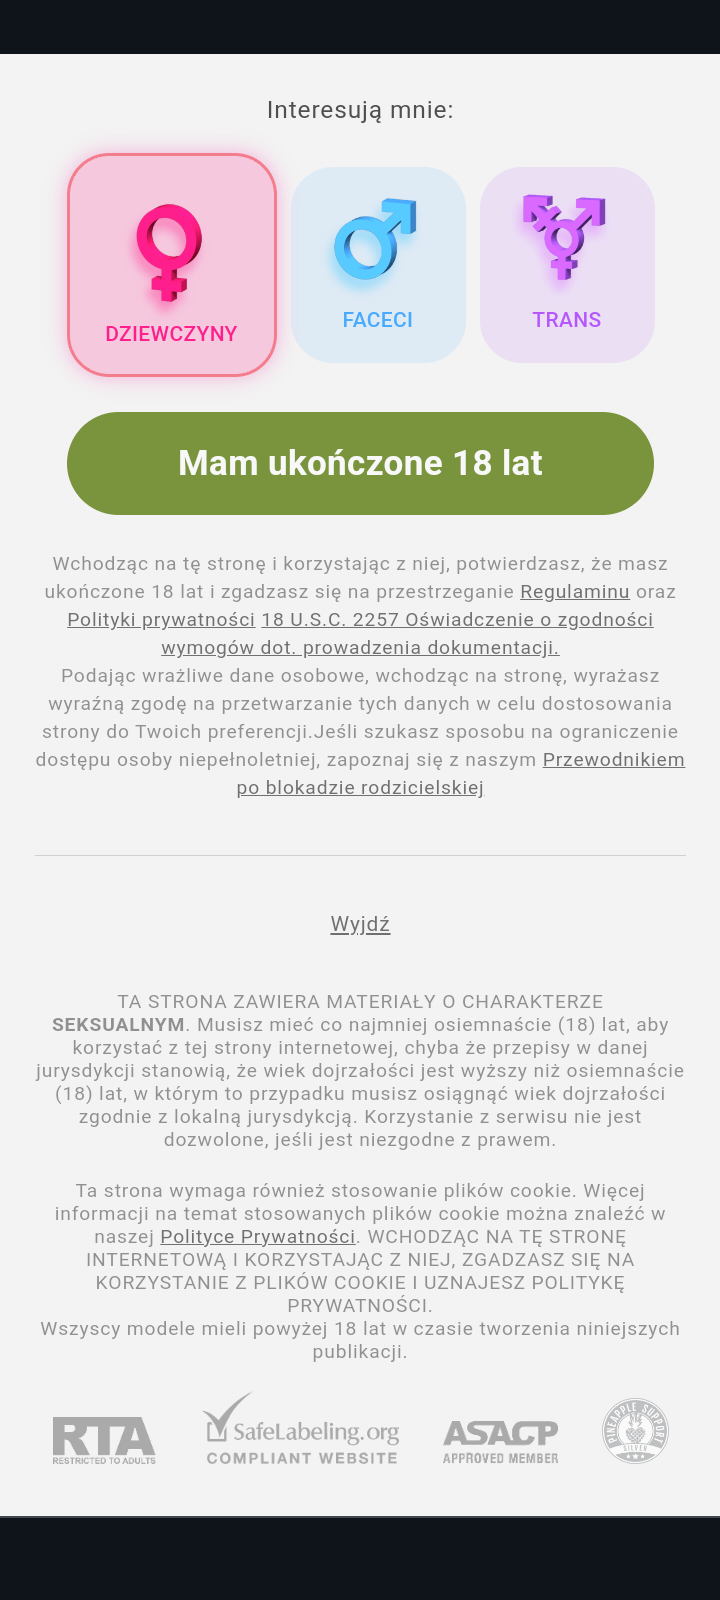 Interesują mnie:
DZIEWCZYNY
FACECI
TRANS
Mam ukończone 18 lat
Wchodząc na tę stronę i korzystając z niej, potwierdzasz, że masz
ukończone 18 lat i zgadzasz się na przestrzeganie Regulaminu oraz
Polityki prywatności 18 U.S.C. 2257 Oświadczenie o zgodności
wymogów dot. prowadzenia dokumentacji.
Podając wrażliwe dane osobowe, wchodząc na stronę, wyrażasz
wyraźną zgodę na przetwarzanie tych danych w celu dostosowania
strony do Twoich preferencji.Jeśli szukasz sposobu na ograniczenie
dostępu osoby niepełnoletniej, zapoznaj się z naszym Przewodnikiem
po blokadzie rodzicielskiej
Wyjdź
TA STRONA ZAWIERA MATERIAŁY O CHARAKTERZE
SEKSUALNYM. Musisz mieć co najmniej osiemnaście (18) lat, aby
korzystać z tej strony internetowej, chyba że przepisy w danej
jurysdykcji stanowią, że wiek dojrzałości jest wyższy niż osiemnaście
(18) lat, w którym to przypadku musisz osiągnąć wiek dojrzałości
zgodnie z lokalną jurysdykcją. Korzystanie z serwisu nie jest
dozwolone, jeśli jest niezgodne z prawem.
Ta strona wymaga również stosowanie plików cookie. Więcej
informacji na temat stosowanych plików cookie można znaleźć w
naszej Polityce Prywatności. WCHODZĄC NA TĘ STRONĘ
INTERNETOWĄ I KORZYSTAJĄC Z NIEJ, ZGADZASZ SIĘ NA
KORZYSTANIE Z PLIKÓW COOKIE I UZNAJESZ POLITYKĘ
PRYWATNOŚCI.
Wszyscy modele mieli powyżej 18 lat w czasie tworzenia niniejszych
publikacji.
RTA
RESTRICTED TO ADULTS
SafeLabeling.org
COMPLIANT WEBSITE
ASACP
APPROVED MEMBER
PINEAPPLE SUPPORT
SILVER